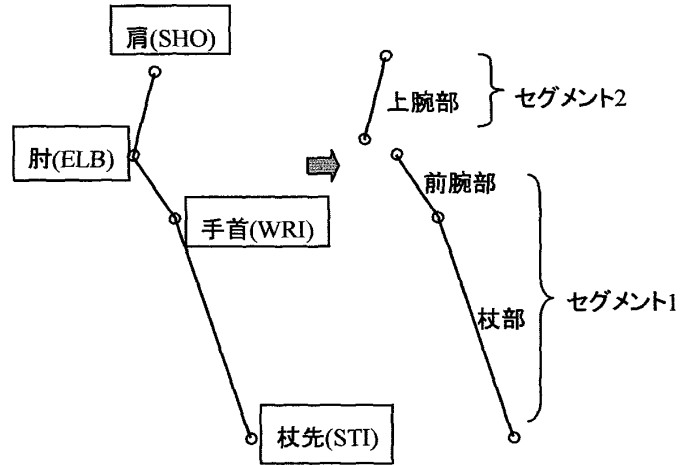 肩(SHO)
肘(ELB)
手首(WRI)
杖先(STI)
上腕部
セグメント2
前腕部
杖部
セグメント1